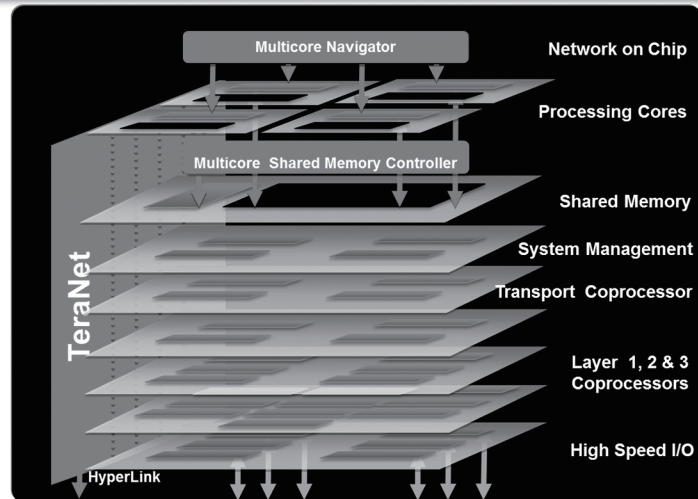 Multicore Navigator
Network on Chip
Processing Cores
Multicore Shared Memory Controller
Shared Memory
System Management
Transport Coprocessor
TeraNet
Layer 1, 2 & 3
Coprocessors
High Speed I/O
HyperLink